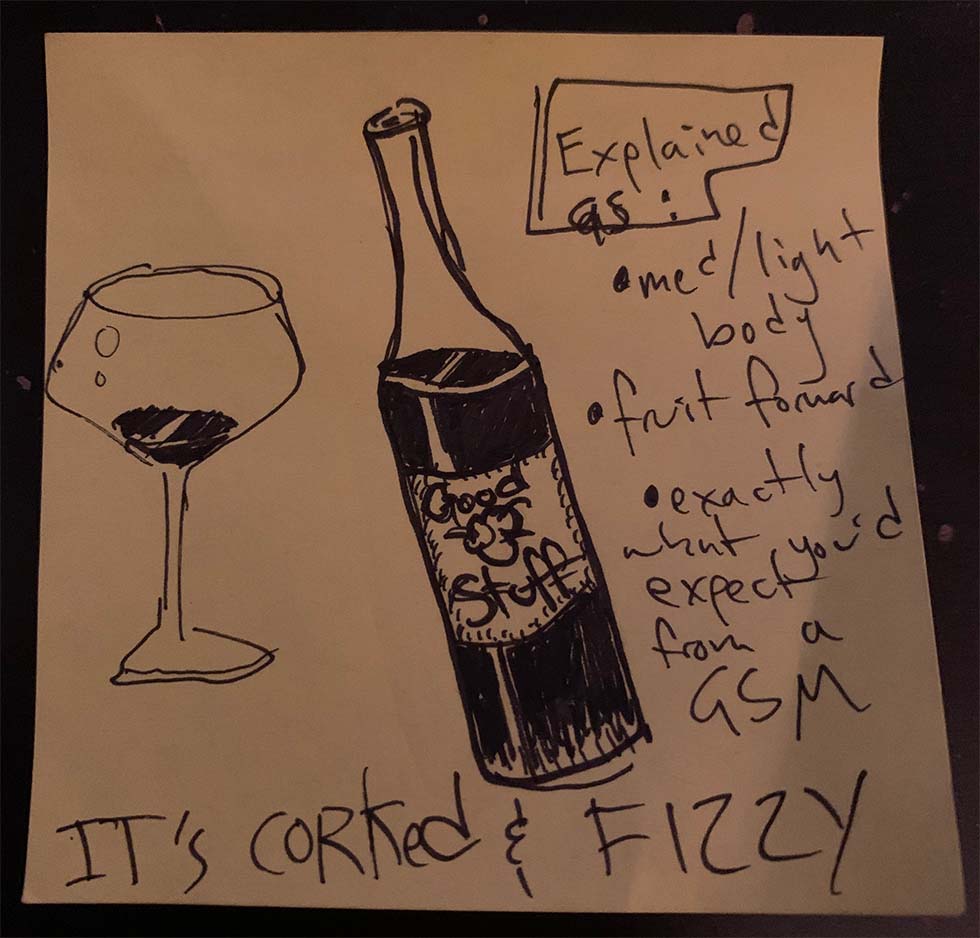 Explained
as :
• med/light
body
• fruit forward
• exactly
what you'd
expect
from a
GSM
Good
Stuff
IT's CORKed & FIZZY